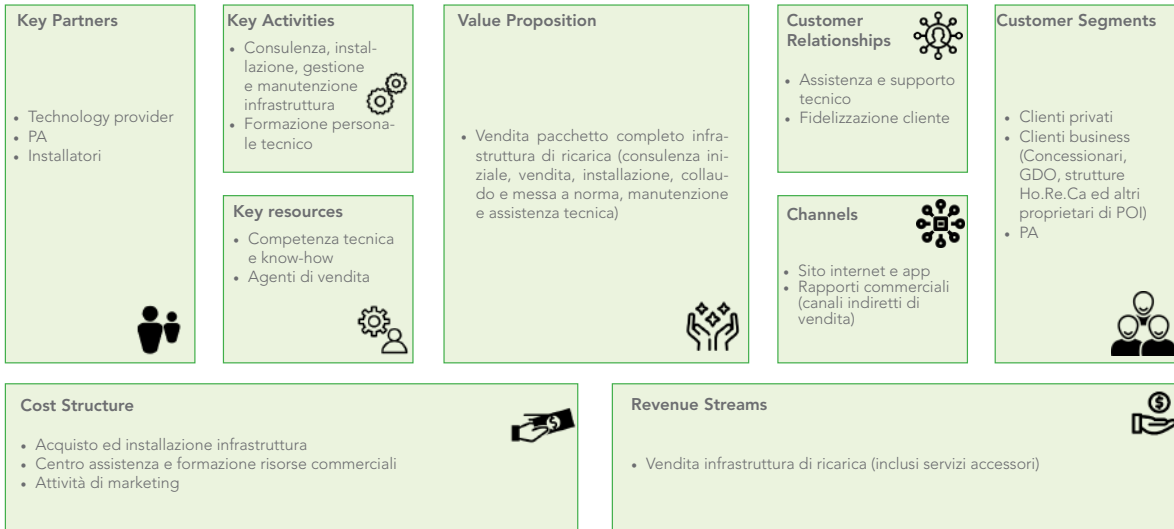 Key Partners
• Technology provider
• PA
• Installatori
Key Activities
• Consulenza, instal-
lazione, gestione
e manutenzione
infrastruttura
• Formazione persona-
le tecnico
Key resources
• Competenza tecnica
e know-how
• Agenti di vendita
Value Proposition
• Vendita pacchetto completo infra-
struttura di ricarica (consulenza ini-
ziale, vendita, installazione, collau-
do e messa a norma, manutenzione
e assistenza tecnica)
Customer
Relationships
• Assistenza e supporto
tecnico
• Fidelizzazione cliente
Channels
• Sito internet e app
• Rapporti commerciali
(canali indiretti di
vendita)
Customer Segments
• Clienti privati
• Clienti business
(Concessionari,
GDO, strutture
Ho.Re.Ca ed altri
proprietari di POI)
• PA
Cost Structure
• Acquisto ed installazione infrastruttura
• Centro assistenza e formazione risorse commerciali
• Attività di marketing
Revenue Streams
• Vendita infrastruttura di ricarica (inclusi servizi accessori)